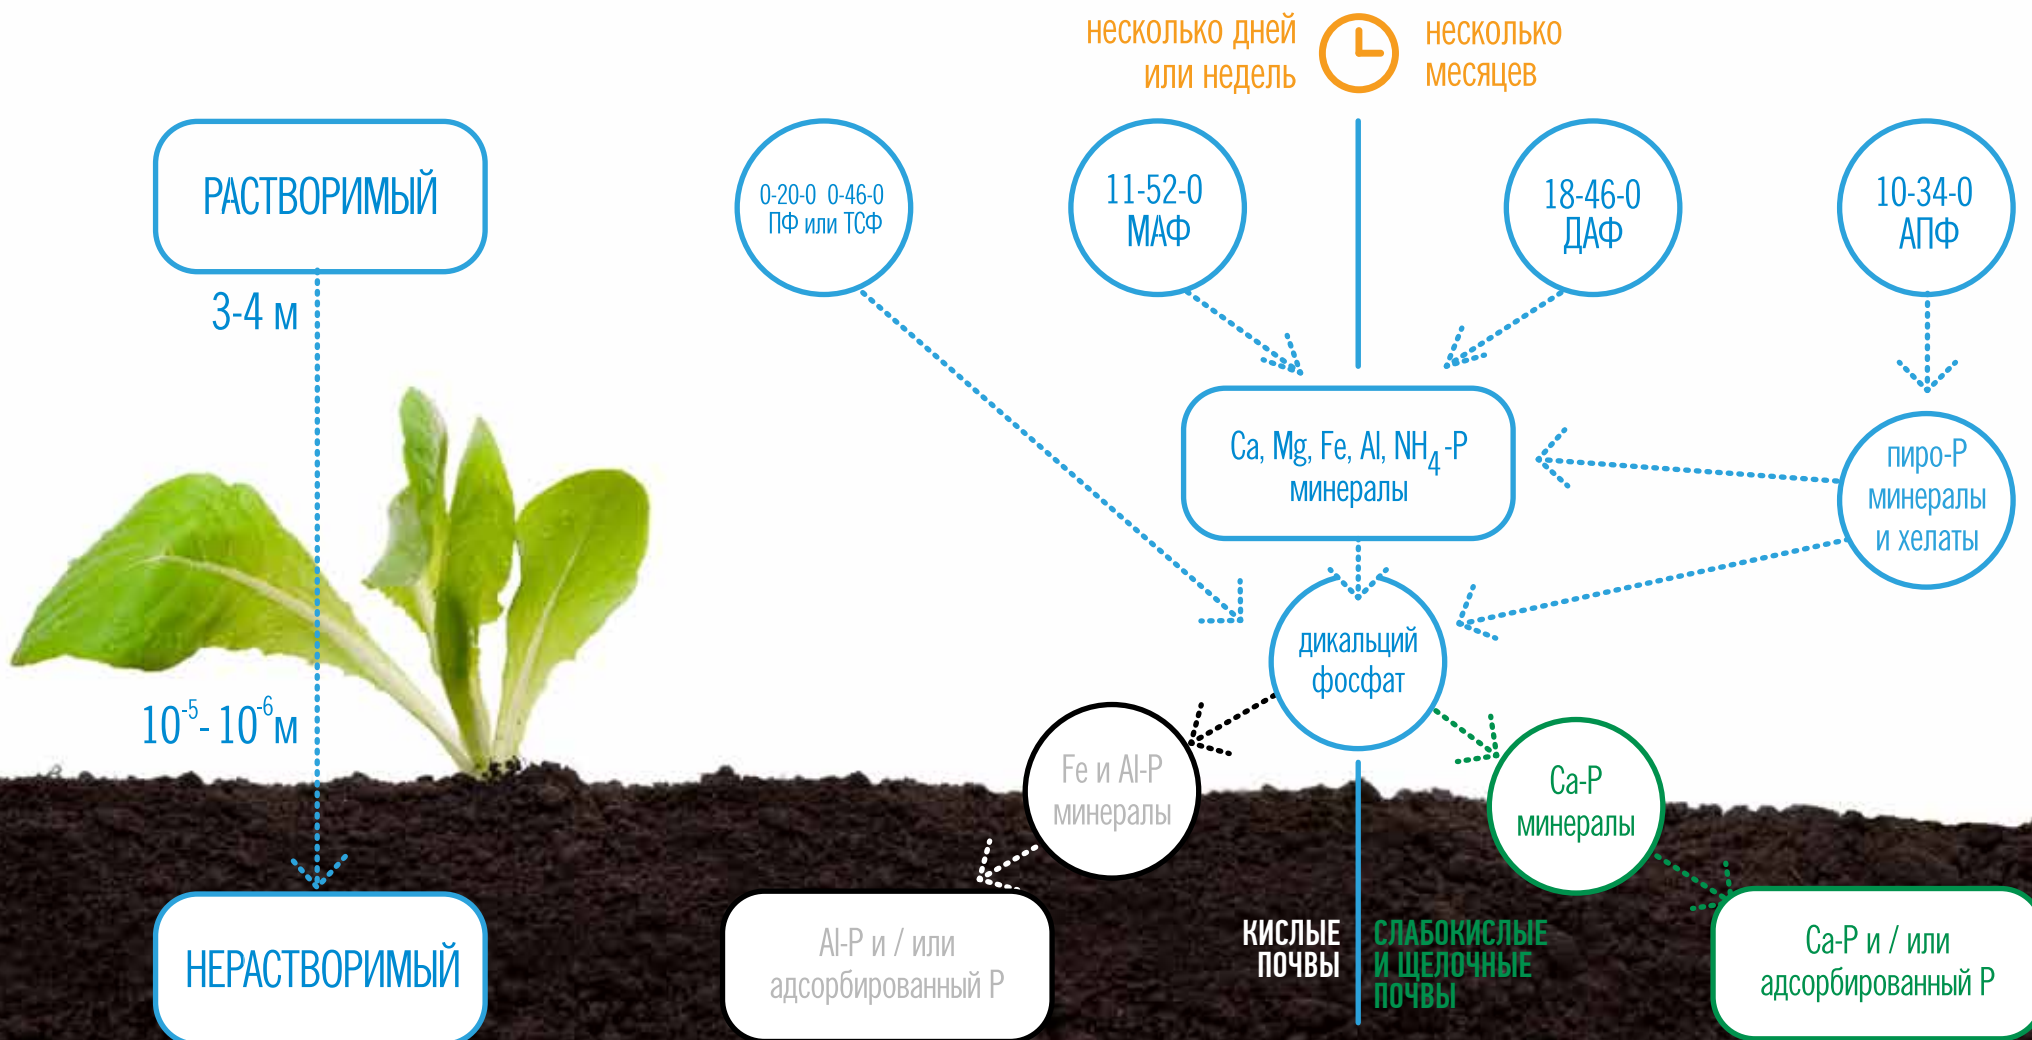 несколько дней
или недель
несколько
месяцев
РАСТВОРИМЫЙ
0-20-0 0-46-0
ПФ или ТСФ
11-52-0
МАФ
18-46-0
ДАФ
10-34-0
АПФ
3-4 м
Ca, Mg, Fe, Al, NH₄-P
минералы
пиро-Р
минералы
и хелаты
дикальций
фосфат
10⁻⁵- 10⁻⁶м
Fe и Al-P
минералы
Ca-P
минералы
КИСЛЫЕ
ПОЧВЫ
СЛАБОКИСЛЫЕ
И ЩЕЛОЧНЫЕ
ПОЧВЫ
НЕРАСТВОРИМЫЙ
Al-P и / или
адсорбированный Р
Ca-P и / или
адсорбированный Р